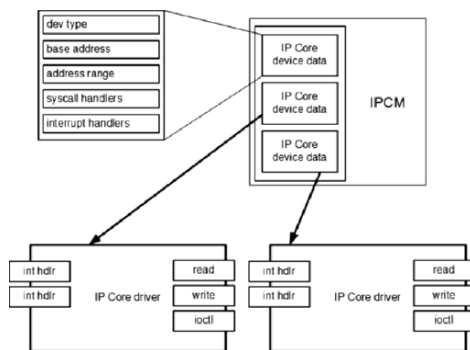 dev type
base address
address range
syscall handlers
interrupt handlers
IP Core
device data
IP Core
device data
IP Core
device data
IPCM
int hdlr
int hdlr
IP Core driver
read
write
ioctl
int hdlr
int hdlr
IP Core driver
read
write
ioctl